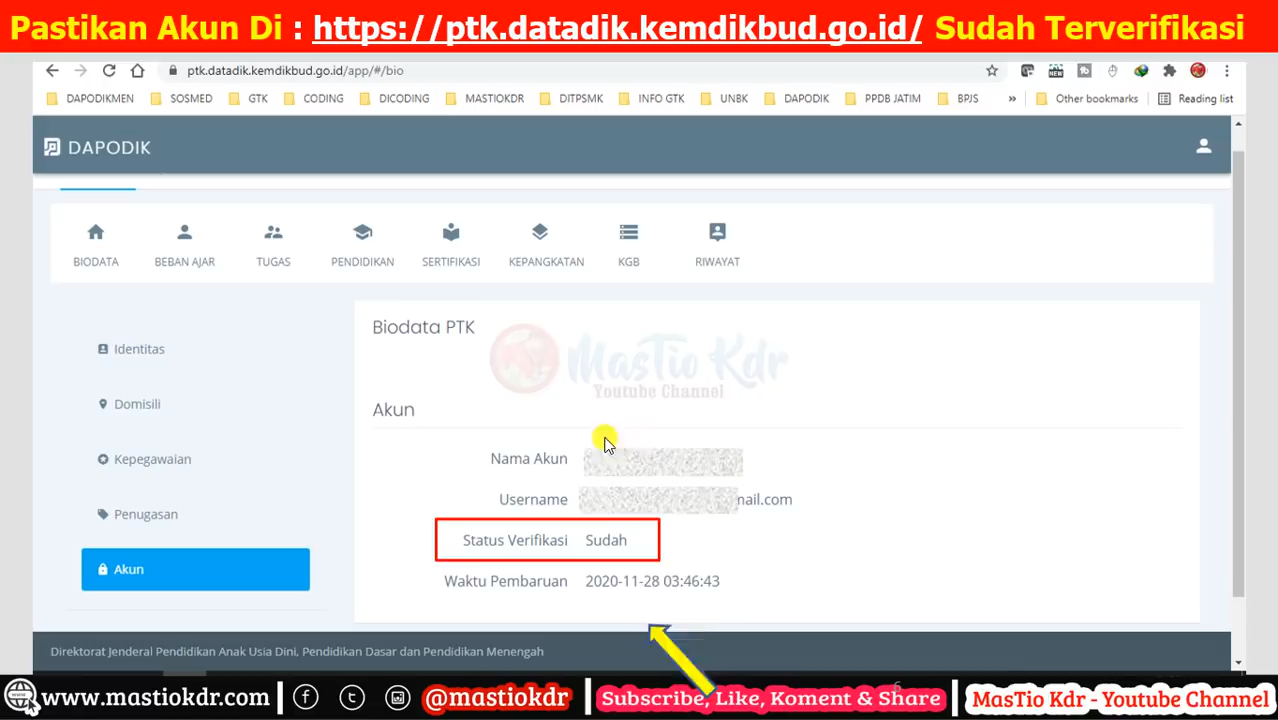 Pastikan Akun Di : https://ptk.datadik.kemdikbud.go.id/ Sudah Terverifikasi
ptk.datadik.kemdikbud.go.id/app/#/bio
DAPODIKMEN SOSMED GTK CODING DICODING MASTIOKDR DITPSMK INFO GTK UNBK DAPODIK PPDB JATIM BPJS » Other bookmarks Reading list
DAPODIK
BIODATA BEBAN AJAR TUGAS PENDIDIKAN SERTIFIKASI KEPANGKATAN KGB RIWAYAT
Identitas
Domisili
Kepegawaian
Penugasan
Akun
Biodata PTK
MasTio Kdr
Youtube Channel
Akun
Nama Akun
Username mail.com
Status Verifikasi Sudah
Waktu Pembaruan 2020-11-28 03:46:43
Direktorat Jenderal Pendidikan Anak Usia Dini, Pendidikan Dasar dan Pendidikan Menengah
www.mastiokdr.com | @mastiokdr | Subscribe, Like, Koment & Share | MasTio Kdr - Youtube Channel